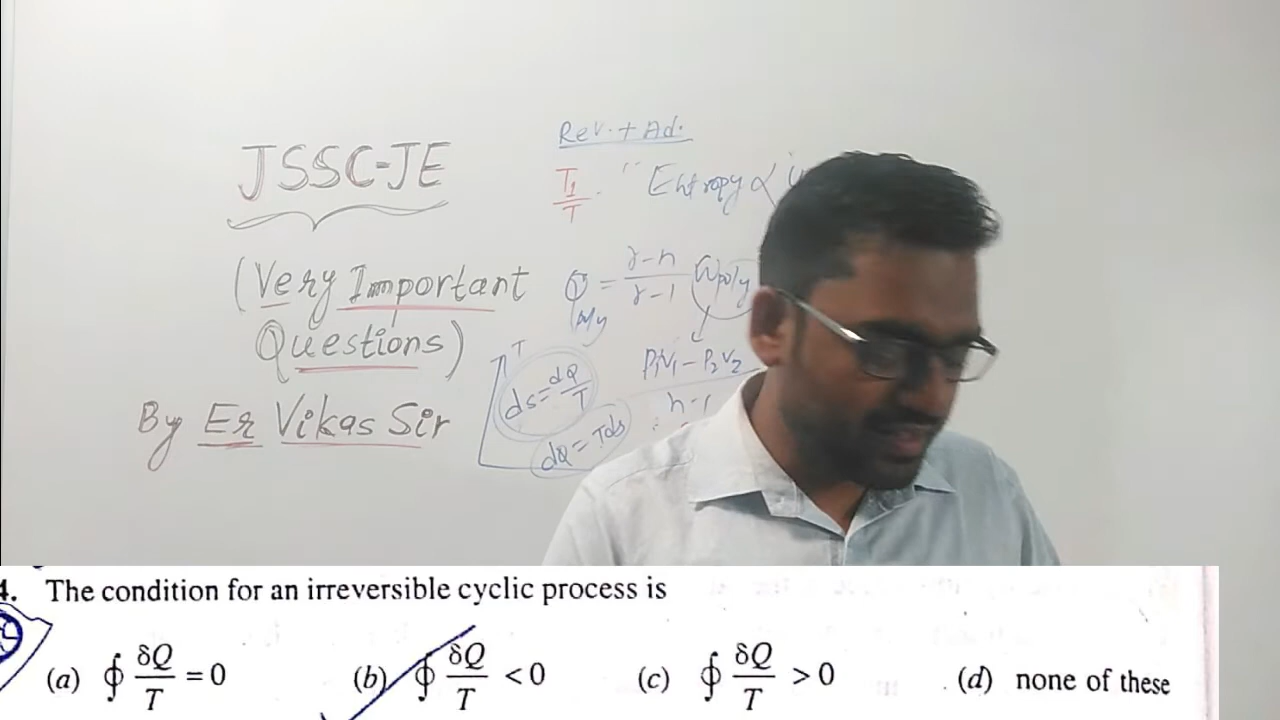 JSSC-JE
(Very Important
Questions)
By Er Vikas Sir
Rev. + Ad.
T₁/T
"Entropy ∝
Q = γ-n/γ-1 Wpoly
P₁V₁ - P₂V₂
n-1
T
ds = dQ/T
dQ = Tds
4. The condition for an irreversible cyclic process is
(a) ∮ δQ/T = 0 (b) ∮ δQ/T < 0 (c) ∮ δQ/T > 0 (d) none of these